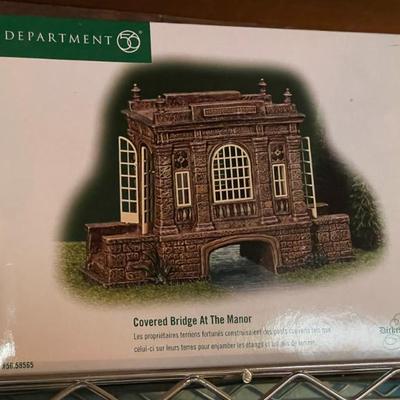 DEPARTMENT 56
Covered Bridge At The Manor
Les propriétaires terriens fortunés construisaient des ponts couverts tels que
celui-ci sur leurs terres pour enjamber les étangs et
#56.58565